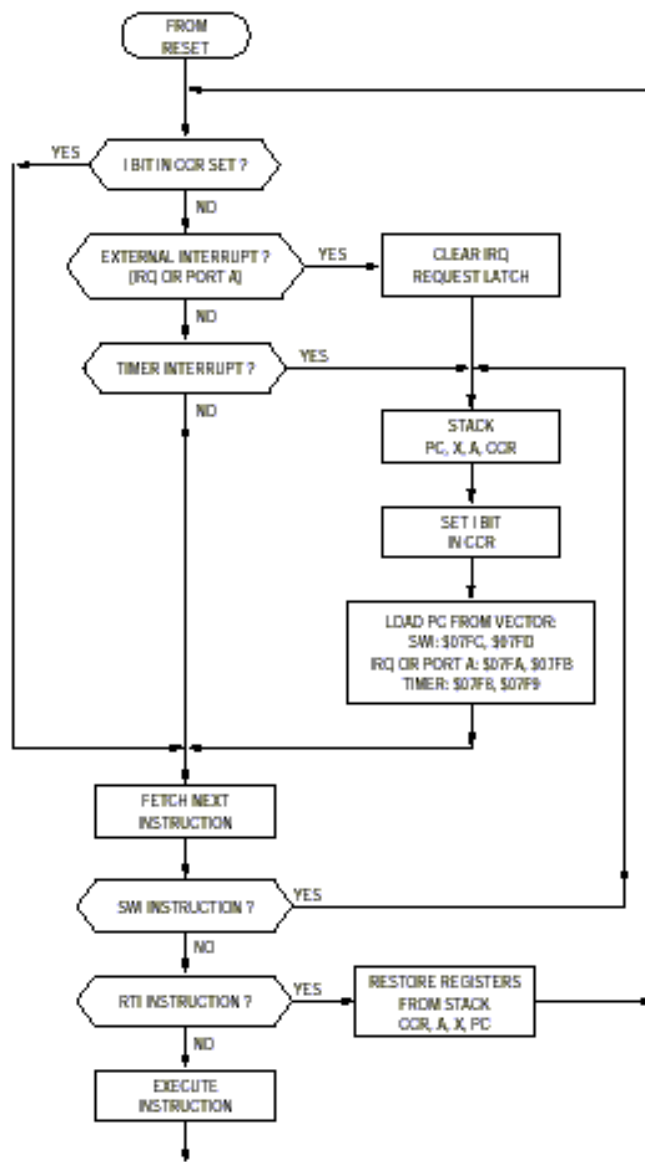 FROM
RESET
YES
I BIT IN CCR SET ?
NO
EXTERNAL INTERRUPT ?
(IRQ OR PORT A)
YES
CLEAR IRQ
REQUEST LATCH
NO
TIMER INTERRUPT ?
YES
NO
STACK
PC, X, A, CCR
SET I BIT
IN CCR
LOAD PC FROM VECTOR:
SWI: $07FC, $07FD
IRQ OR PORT A: $07FA, $07FB
TIMER: $07F8, $07F9
FETCH NEXT
INSTRUCTION
SWI INSTRUCTION ?
YES
NO
RTI INSTRUCTION ?
YES
RESTORE REGISTERS
FROM STACK
CCR, A, X, PC
NO
EXECUTE
INSTRUCTION